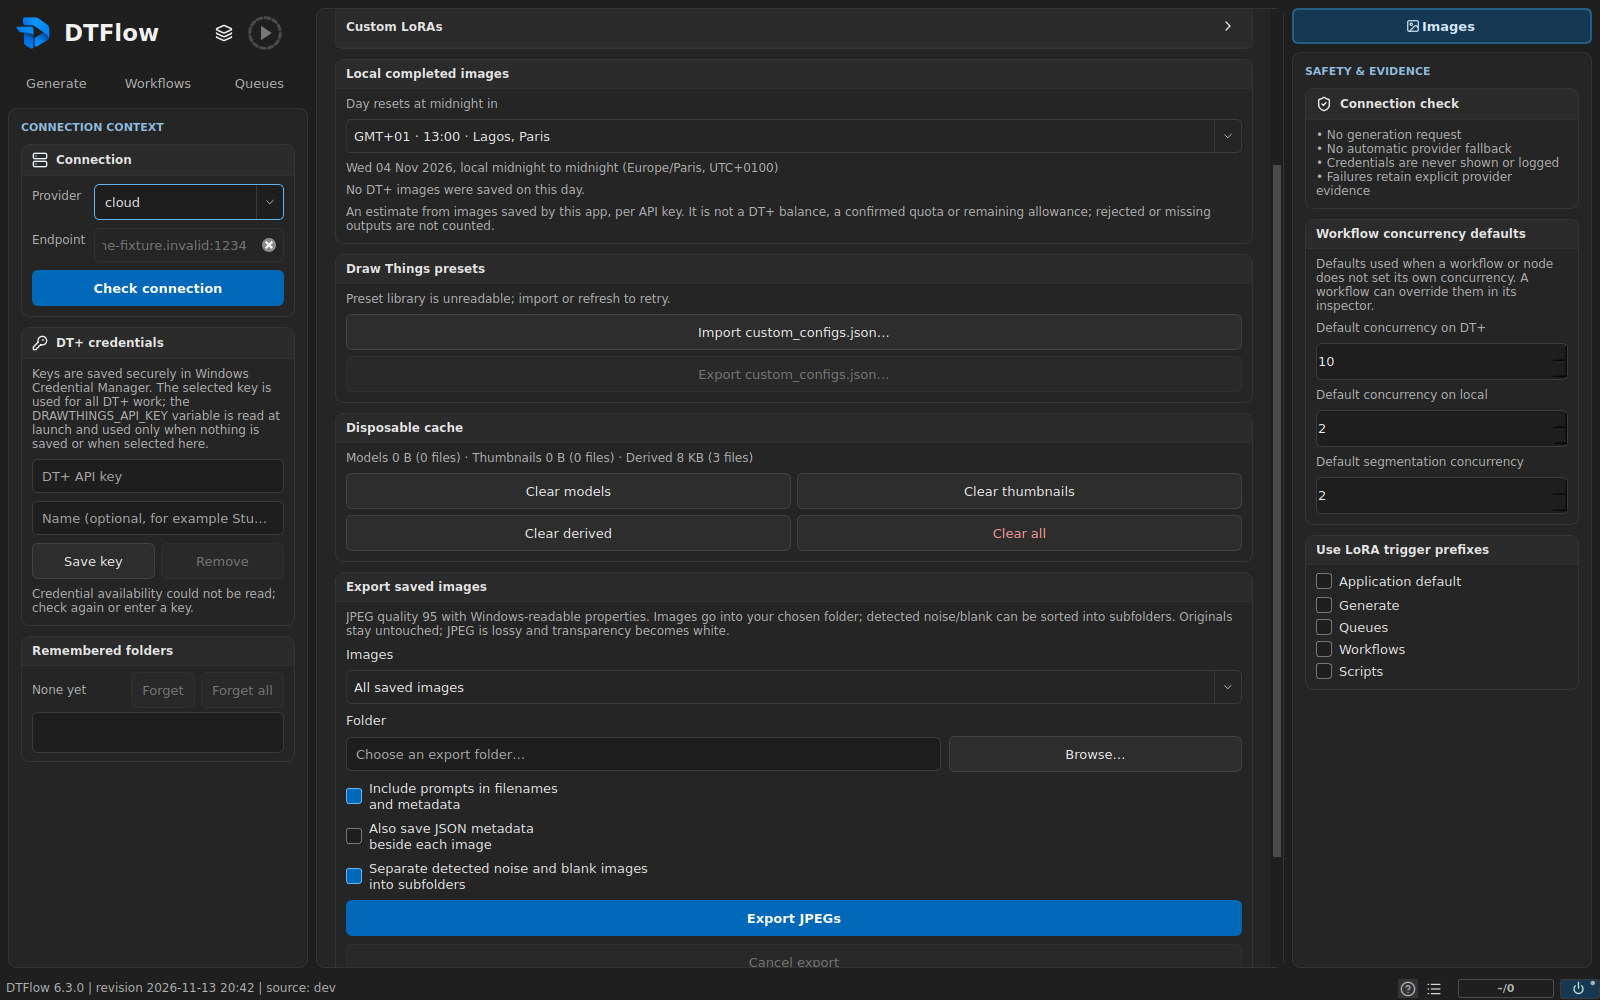 DTFlow
Generate
Workflows
Queues
CONNECTION CONTEXT
Connection
Provider
cloud
Endpoint
ne-fixture.invalid:1234
Check connection
DT+ credentials
Keys are saved securely in Windows
Credential Manager. The selected key is
used for all DT+ work; the
DRAWTHINGS_API_KEY variable is read at
launch and used only when nothing is
saved or when selected here.
DT+ API key
Name (optional, for example Stu…
Save key
Remove
Credential availability could not be read;
check again or enter a key.
Remembered folders
None yet
Forget
Forget all
Custom LoRAs
Local completed images
Day resets at midnight in
GMT+01 · 13:00 · Lagos, Paris
Wed 04 Nov 2026, local midnight to midnight (Europe/Paris, UTC+0100)
No DT+ images were saved on this day.
An estimate from images saved by this app, per API key. It is not a DT+ balance, a confirmed quota or remaining allowance; rejected or missing
outputs are not counted.
Draw Things presets
Preset library is unreadable; import or refresh to retry.
Import custom_configs.json…
Export custom_configs.json…
Disposable cache
Models 0 B (0 files) · Thumbnails 0 B (0 files) · Derived 8 KB (3 files)
Clear models
Clear thumbnails
Clear derived
Clear all
Export saved images
JPEG quality 95 with Windows-readable properties. Images go into your chosen folder; detected noise/blank can be sorted into subfolders. Originals
stay untouched; JPEG is lossy and transparency becomes white.
Images
All saved images
Folder
Choose an export folder…
Browse…
Include prompts in filenames
and metadata
Also save JSON metadata
beside each image
Separate detected noise and blank images
into subfolders
Export JPEGs
Cancel export
Images
SAFETY & EVIDENCE
Connection check
• No generation request
• No automatic provider fallback
• Credentials are never shown or logged
• Failures retain explicit provider
evidence
Workflow concurrency defaults
Defaults used when a workflow or node
does not set its own concurrency. A
workflow can override them in its
inspector.
Default concurrency on DT+
10
Default concurrency on local
2
Default segmentation concurrency
2
Use LoRA trigger prefixes
Application default
Generate
Queues
Workflows
Scripts
DTFlow 6.3.0 | revision 2026-11-13 20:42 | source: dev
–/0